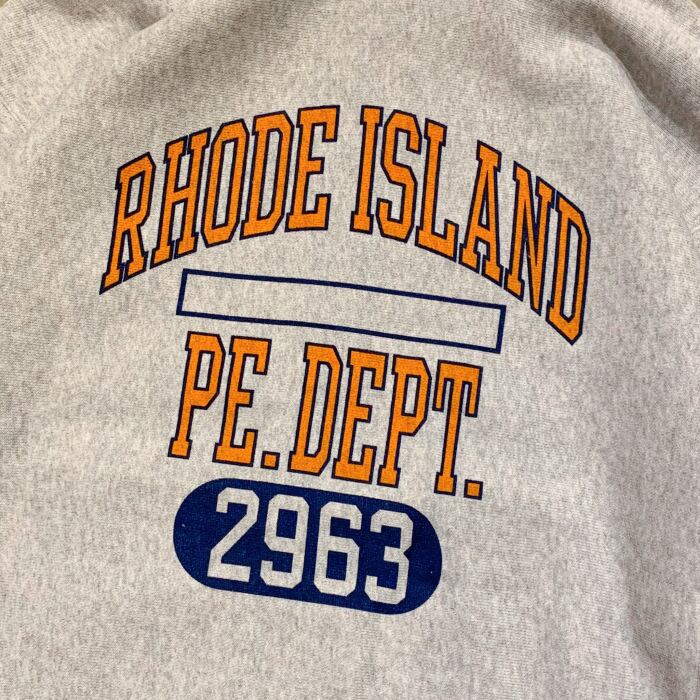 RHODE ISLAND
PE. DEPT.
2963